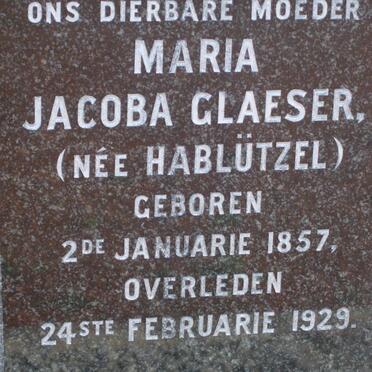 ONS DIERBARE MOEDER
MARIA
JACOBA GLAESER,
(NÉE HABLÜTZEL)
GEBOREN
2DE JANUARIE 1857,
OVERLEDEN
24STE FEBRUARIE 1929.